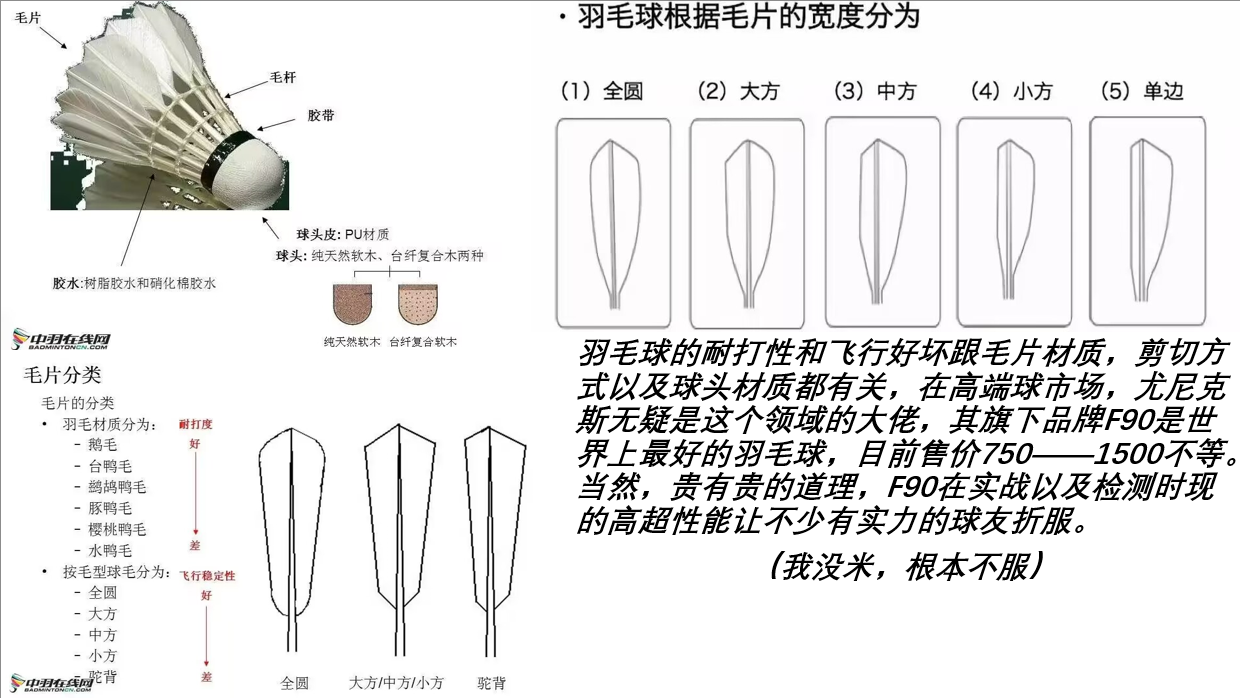 毛片
毛杆
胶带
球头皮: PU材质
球头: 纯天然软木、台纤复合木两种
胶水:树脂胶水和硝化棉胶水
纯天然软木 台纤复合软木
中羽在线网
BADMINTONCN.COM
毛片分类
毛片的分类
• 羽毛材质分为: 耐打度
– 鹅毛 好
– 台鸭毛
– 鹧鸪鸭毛
– 豚鸭毛
– 樱桃鸭毛
– 水鸭毛 差
• 按毛型球毛分为: 飞行稳定性
– 全圆 好
– 大方
– 中方
– 小方
– 驼背 差
中羽在线网
BADMINTONCN.COM
全圆 大方/中方/小方 驼背
· 羽毛球根据毛片的宽度分为
(1) 全圆 (2) 大方 (3) 中方 (4) 小方 (5) 单边
羽毛球的耐打性和飞行好坏跟毛片材质，剪切方
式以及球头材质都有关，在高端球市场，尤尼克
斯无疑是这个领域的大佬，其旗下品牌F90是世
界上最好的羽毛球，目前售价750——1500不等。
当然，贵有贵的道理，F90在实战以及检测时现
的高超性能让不少有实力的球友折服。
（我没米，根本不服）